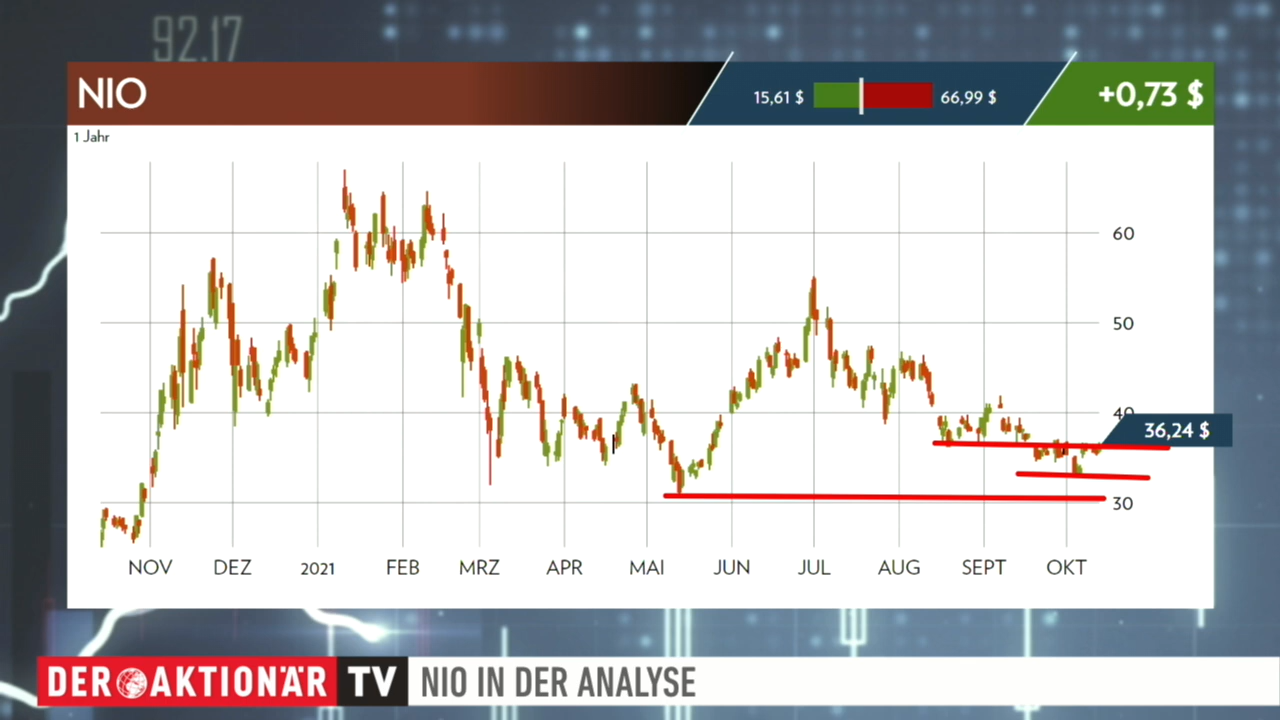 92.17
NIO
15,61 $ 66,99 $
+0,73 $
1 Jahr
60
50
40
36,24 $
30
NOV DEZ 2021 FEB MRZ APR MAI JUN JUL AUG SEPT OKT
DER AKTIONÄR TV NIO IN DER ANALYSE